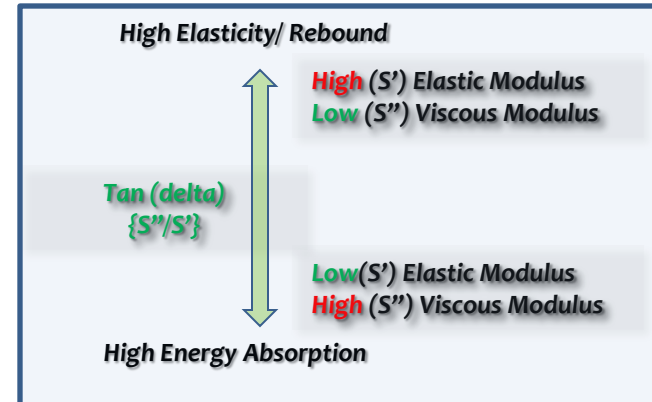 High Elasticity/ Rebound
High (S’) Elastic Modulus
Low (S”) Viscous Modulus
Tan (delta)
{S”/S’}
Low(S’) Elastic Modulus
High (S”) Viscous Modulus
High Energy Absorption